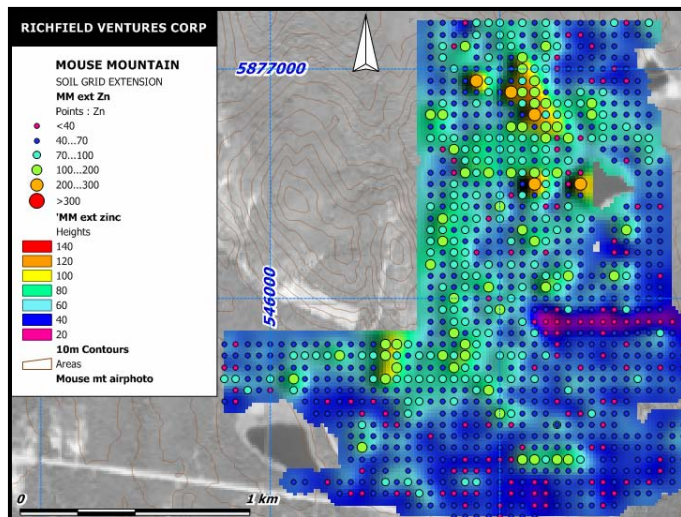 RICHFIELD VENTURES CORP
MOUSE MOUNTAIN
SOIL GRID EXTENSION
MM ext Zn
Points : Zn
<40
40...70
70...100
100...200
200...300
>300
'MM ext zinc
Heights
140
120
100
80
60
40
20
10m Contours
Areas
Mouse mt airphoto
5877000
546000
0
1 km